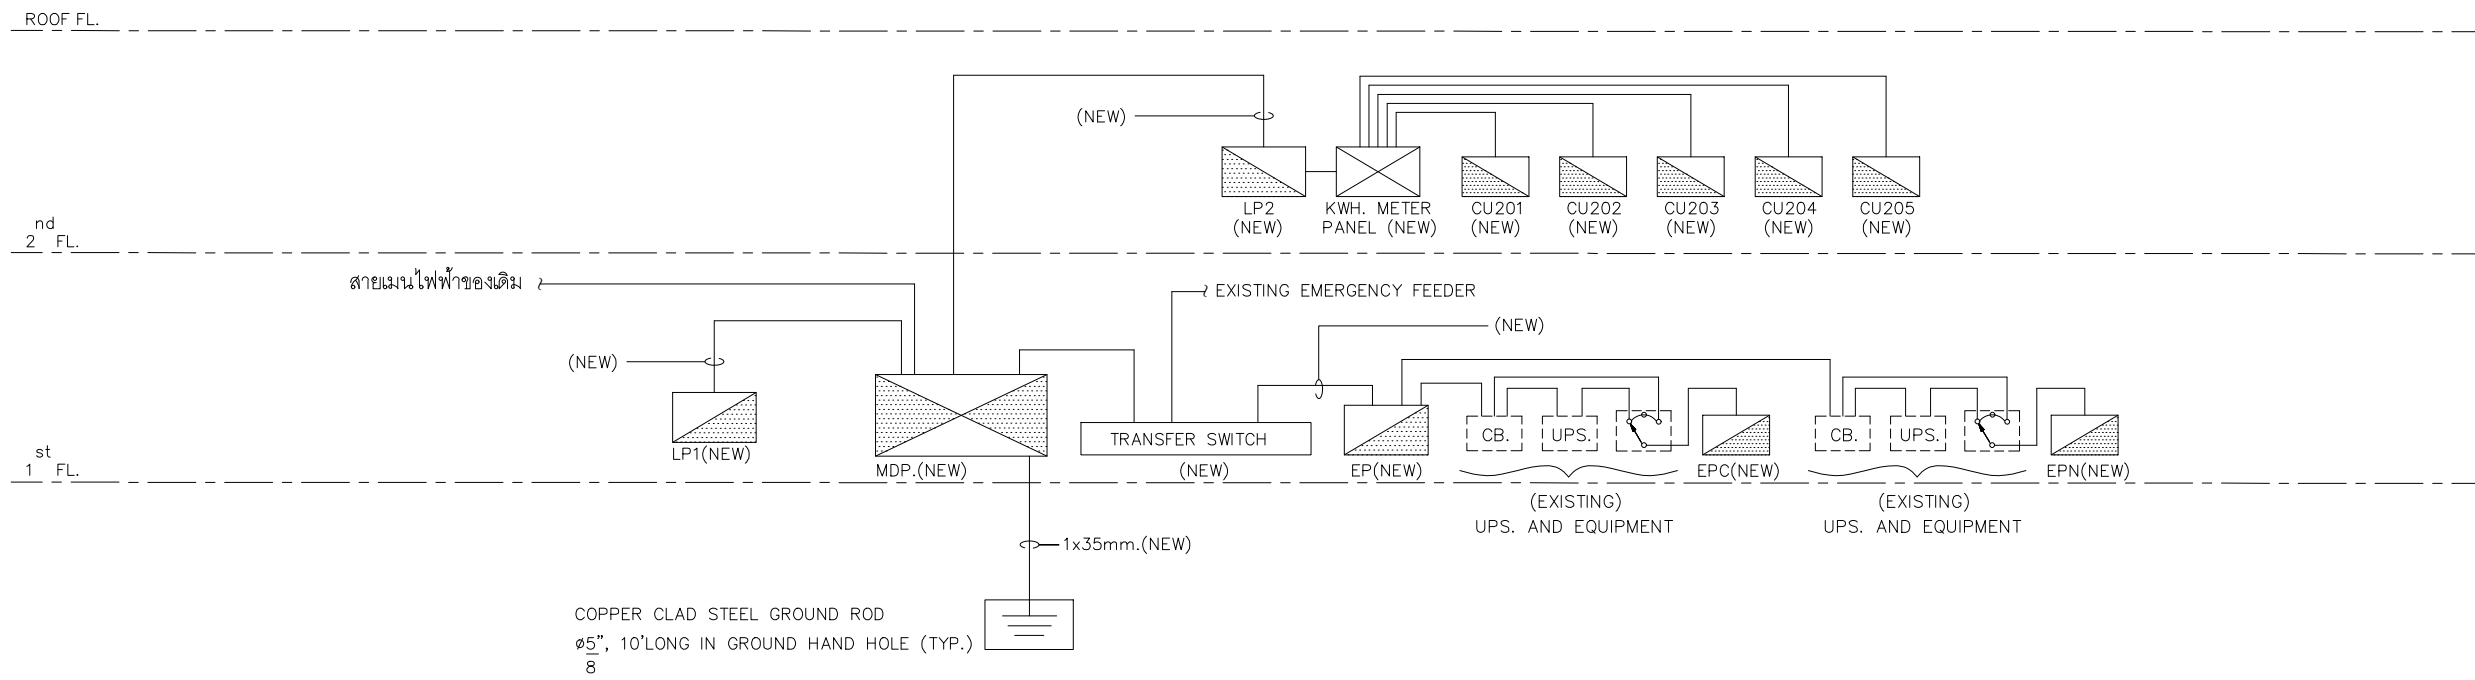 ROOF FL.
(NEW)
LP2
(NEW)
KWH. METER
PANEL (NEW)
CU201
(NEW)
CU202
(NEW)
CU203
(NEW)
CU204
(NEW)
CU205
(NEW)
nd
2 FL.
สายเมนไฟฟ้าของเดิม
EXISTING EMERGENCY FEEDER
(NEW)
(NEW)
LP1(NEW)
MDP.(NEW)
TRANSFER SWITCH
(NEW)
EP(NEW)
CB.
UPS.
EPC(NEW)
CB.
UPS.
EPN(NEW)
st
1 FL.
(EXISTING)
UPS. AND EQUIPMENT
(EXISTING)
UPS. AND EQUIPMENT
1x35mm.(NEW)
COPPER CLAD STEEL GROUND ROD
ø5", 10'LONG IN GROUND HAND HOLE (TYP.)
8